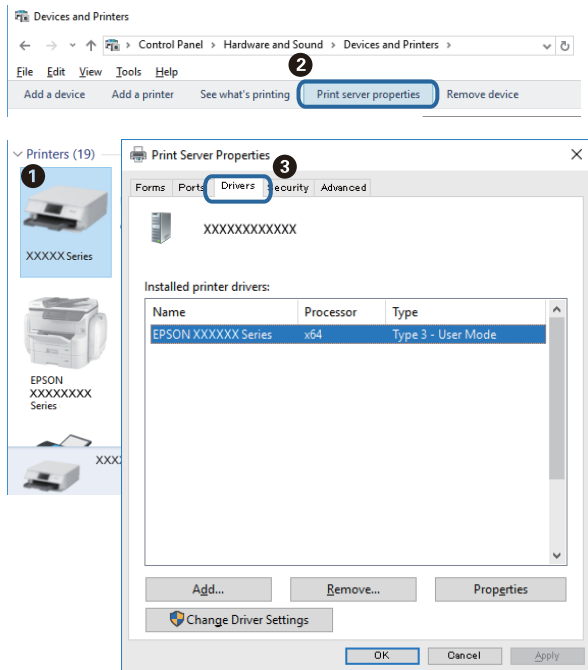 Devices and Printers
Control Panel > Hardware and Sound > Devices and Printers >
2
File Edit View Tools Help
Add a device Add a printer See what's printing Print server properties Remove device
Printers (19)
1
XXXXX Series
EPSON
XXXXXXXX
Series
XXX
Print Server Properties
3
Forms Ports Drivers Security Advanced
XXXXXXXXXXXX
Installed printer drivers:
Name Processor Type
EPSON XXXXXX Series x64 Type 3 - User Mode
Add... Remove... Properties
Change Driver Settings
OK Cancel Apply